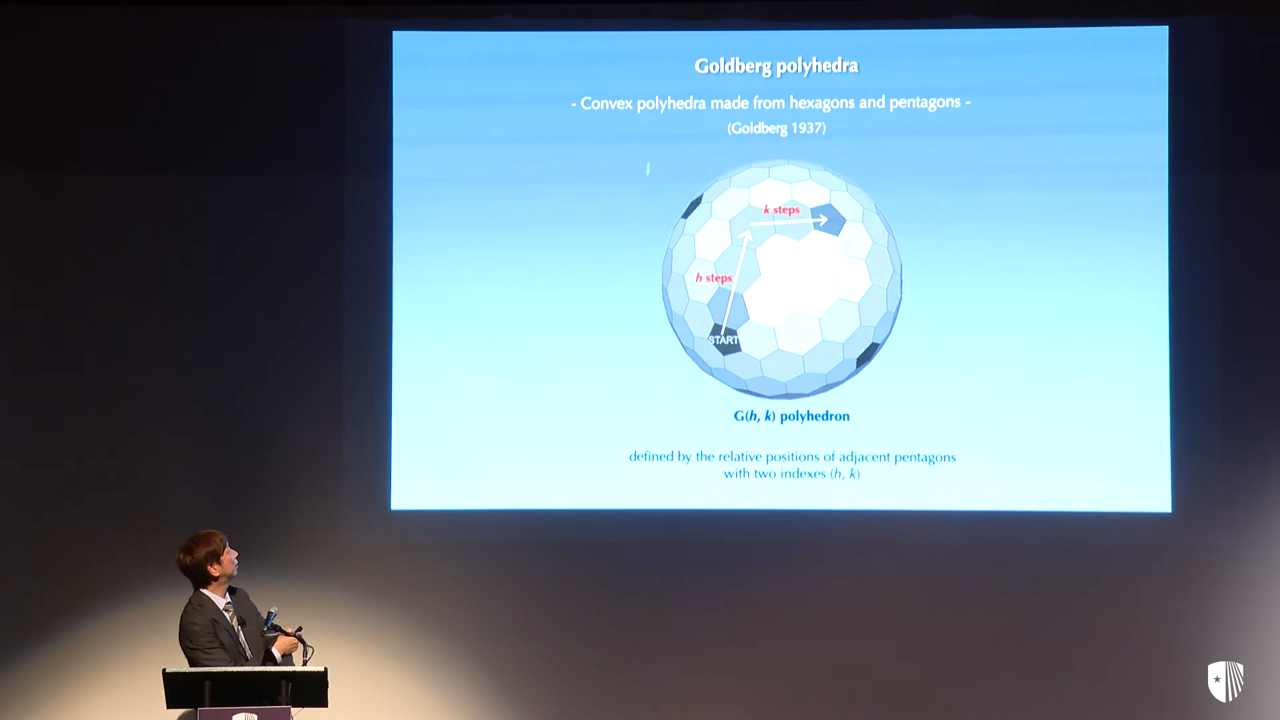 Goldberg polyhedra
- Convex polyhedra made from hexagons and pentagons -
(Goldberg 1937)
k steps
h steps
START
G(h, k) polyhedron
defined by the relative positions of adjacent pentagons
with two indexes (h, k)